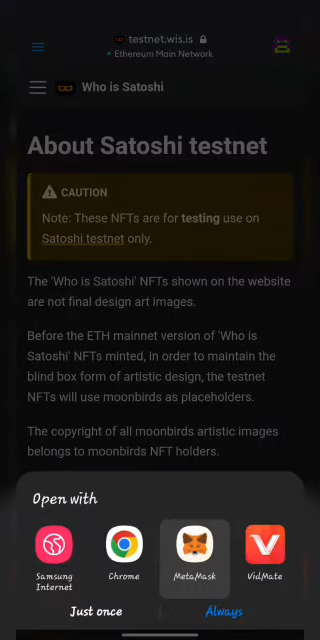 testnet.wis.is
Ethereum Main Network
Who is Satoshi
About Satoshi testnet
CAUTION
Note: These NFTs are for testing use on
Satoshi testnet only.
The 'Who is Satoshi' NFTs shown on the website
are not final design art images.
Before the ETH mainnet version of 'Who is
Satoshi' NFTs minted, in order to maintain the
blind box form of artistic design, the testnet
NFTs will use moonbirds as placeholders.
The copyright of all moonbirds artistic images
belongs to moonbirds NFT holders.
Open with
Samsung Internet
Chrome
MetaMask
VidMate
Just once
Always